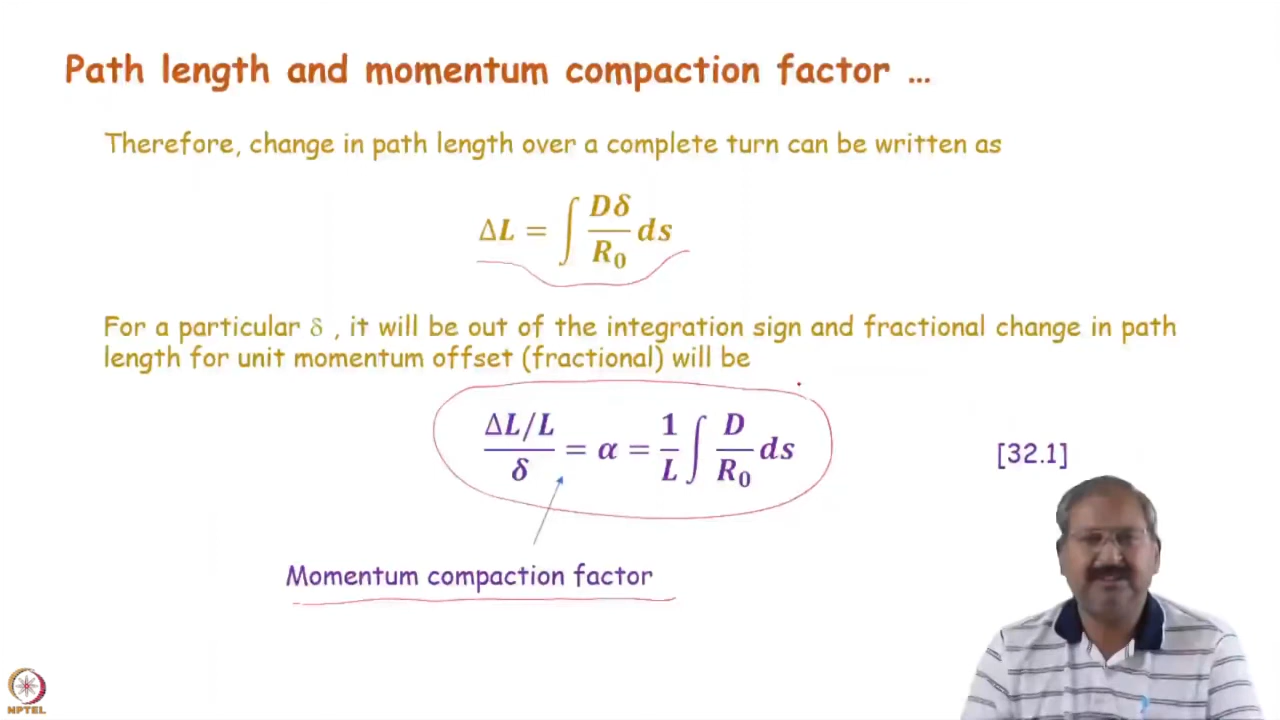 Path length and momentum compaction factor ...
Therefore, change in path length over a complete turn can be written as
ΔL = ∫ Dδ/R₀ ds
For a particular δ , it will be out of the integration sign and fractional change in path
length for unit momentum offset (fractional) will be
(ΔL/L)/δ = α = 1/L ∫ D/R₀ ds
[32.1]
Momentum compaction factor
NPTEL